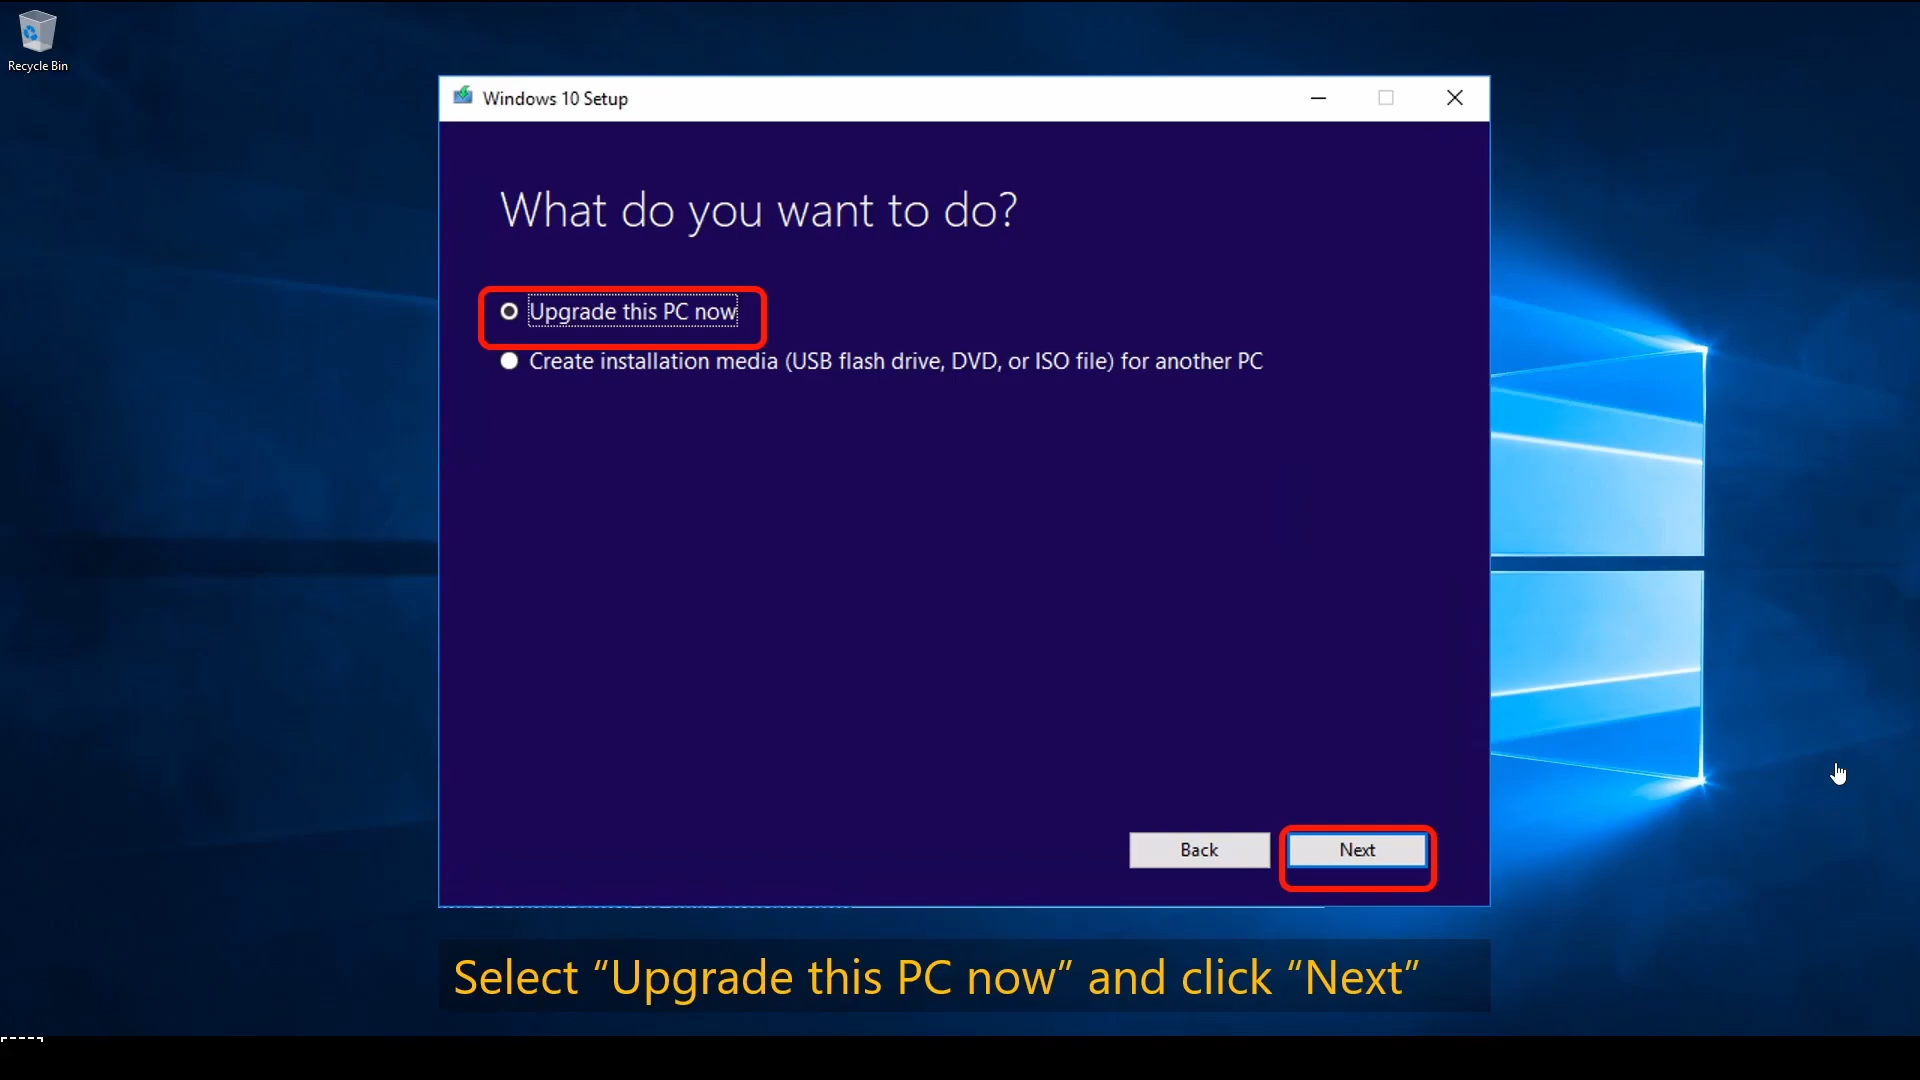 Recycle Bin
Windows 10 Setup
What do you want to do?
Upgrade this PC now
Create installation media (USB flash drive, DVD, or ISO file) for another PC
Back
Next
Select “Upgrade this PC now” and click “Next”